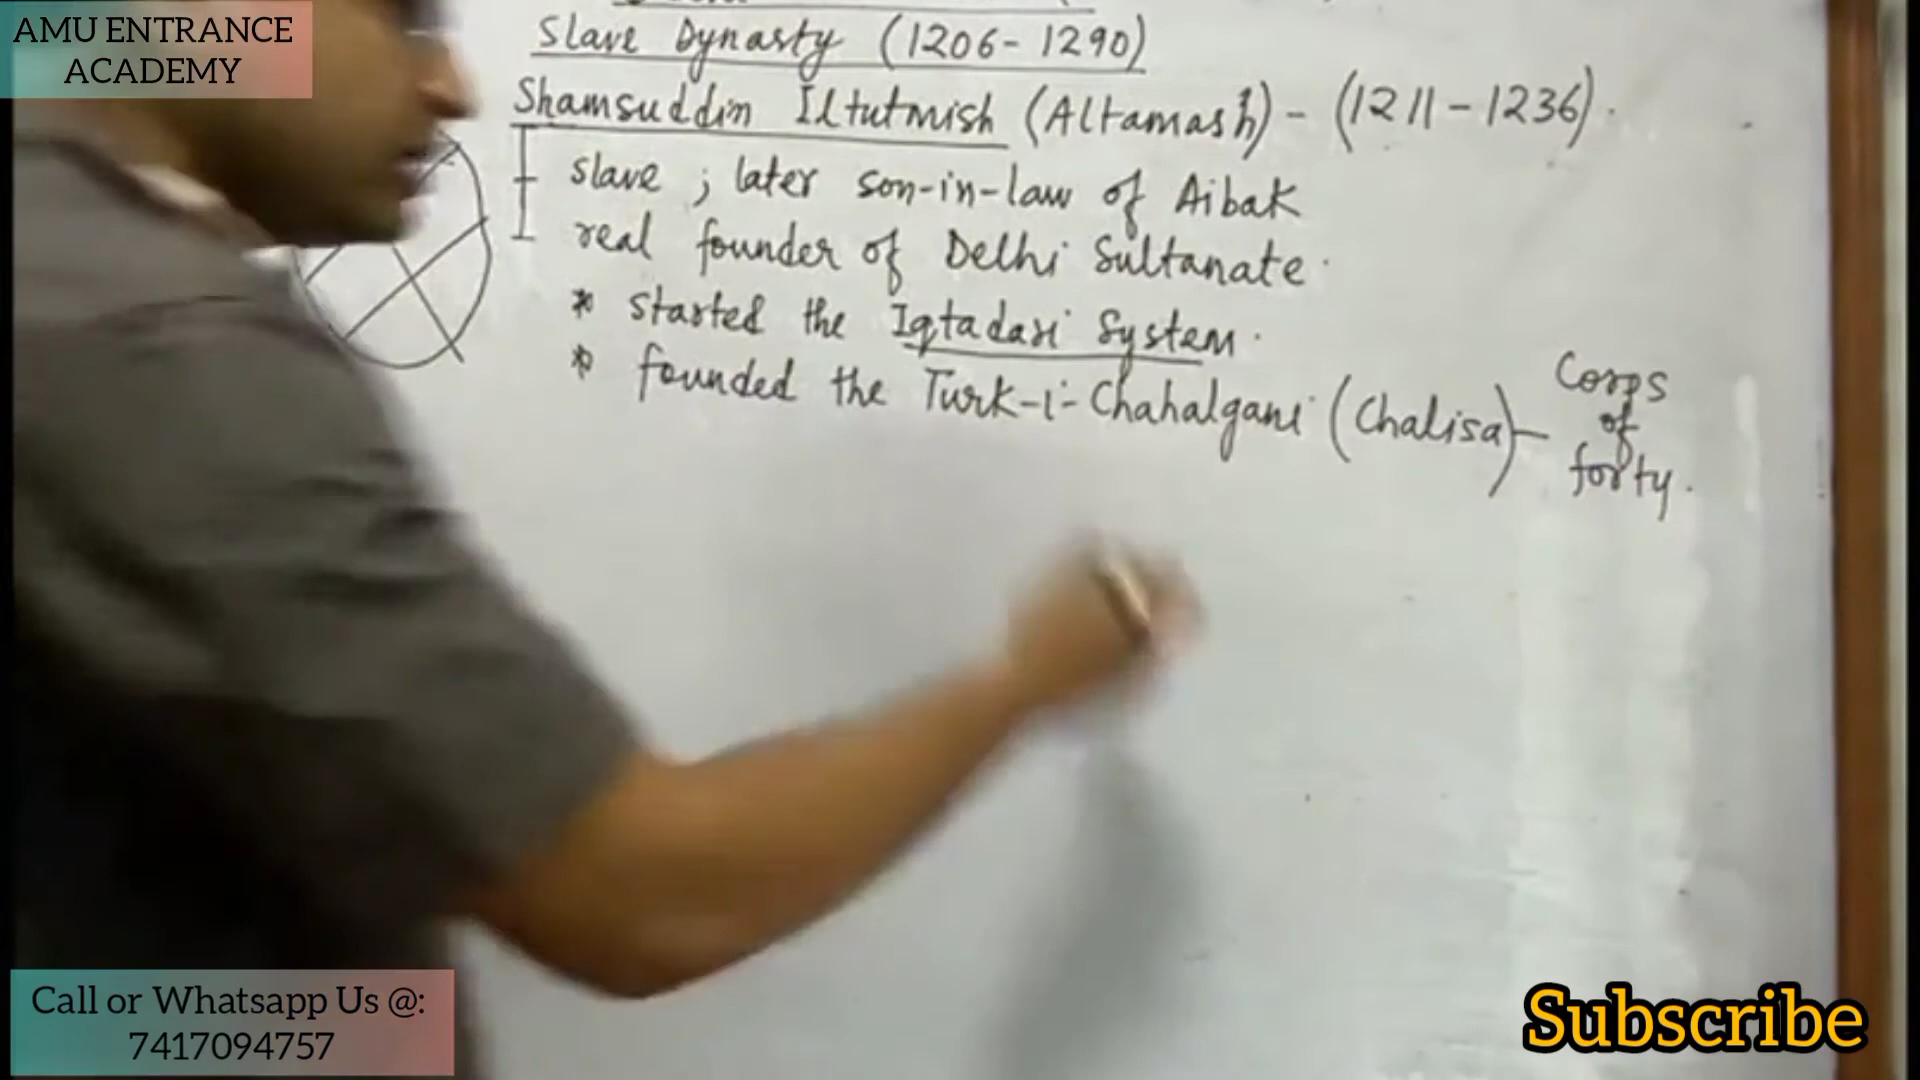 AMU ENTRANCE
ACADEMY
Slave Dynasty (1206-1290)
Shamsuddin Iltutmish (Altamash) - (1211-1236).
slave ; later son-in-law of Aibak
real founder of Delhi Sultanate.
* started the Iqtadari System.
* founded the Turk-i-Chahalgani (Chalisa)- Corps
of
forty.
Call or Whatsapp Us @:
7417094757
Subscribe